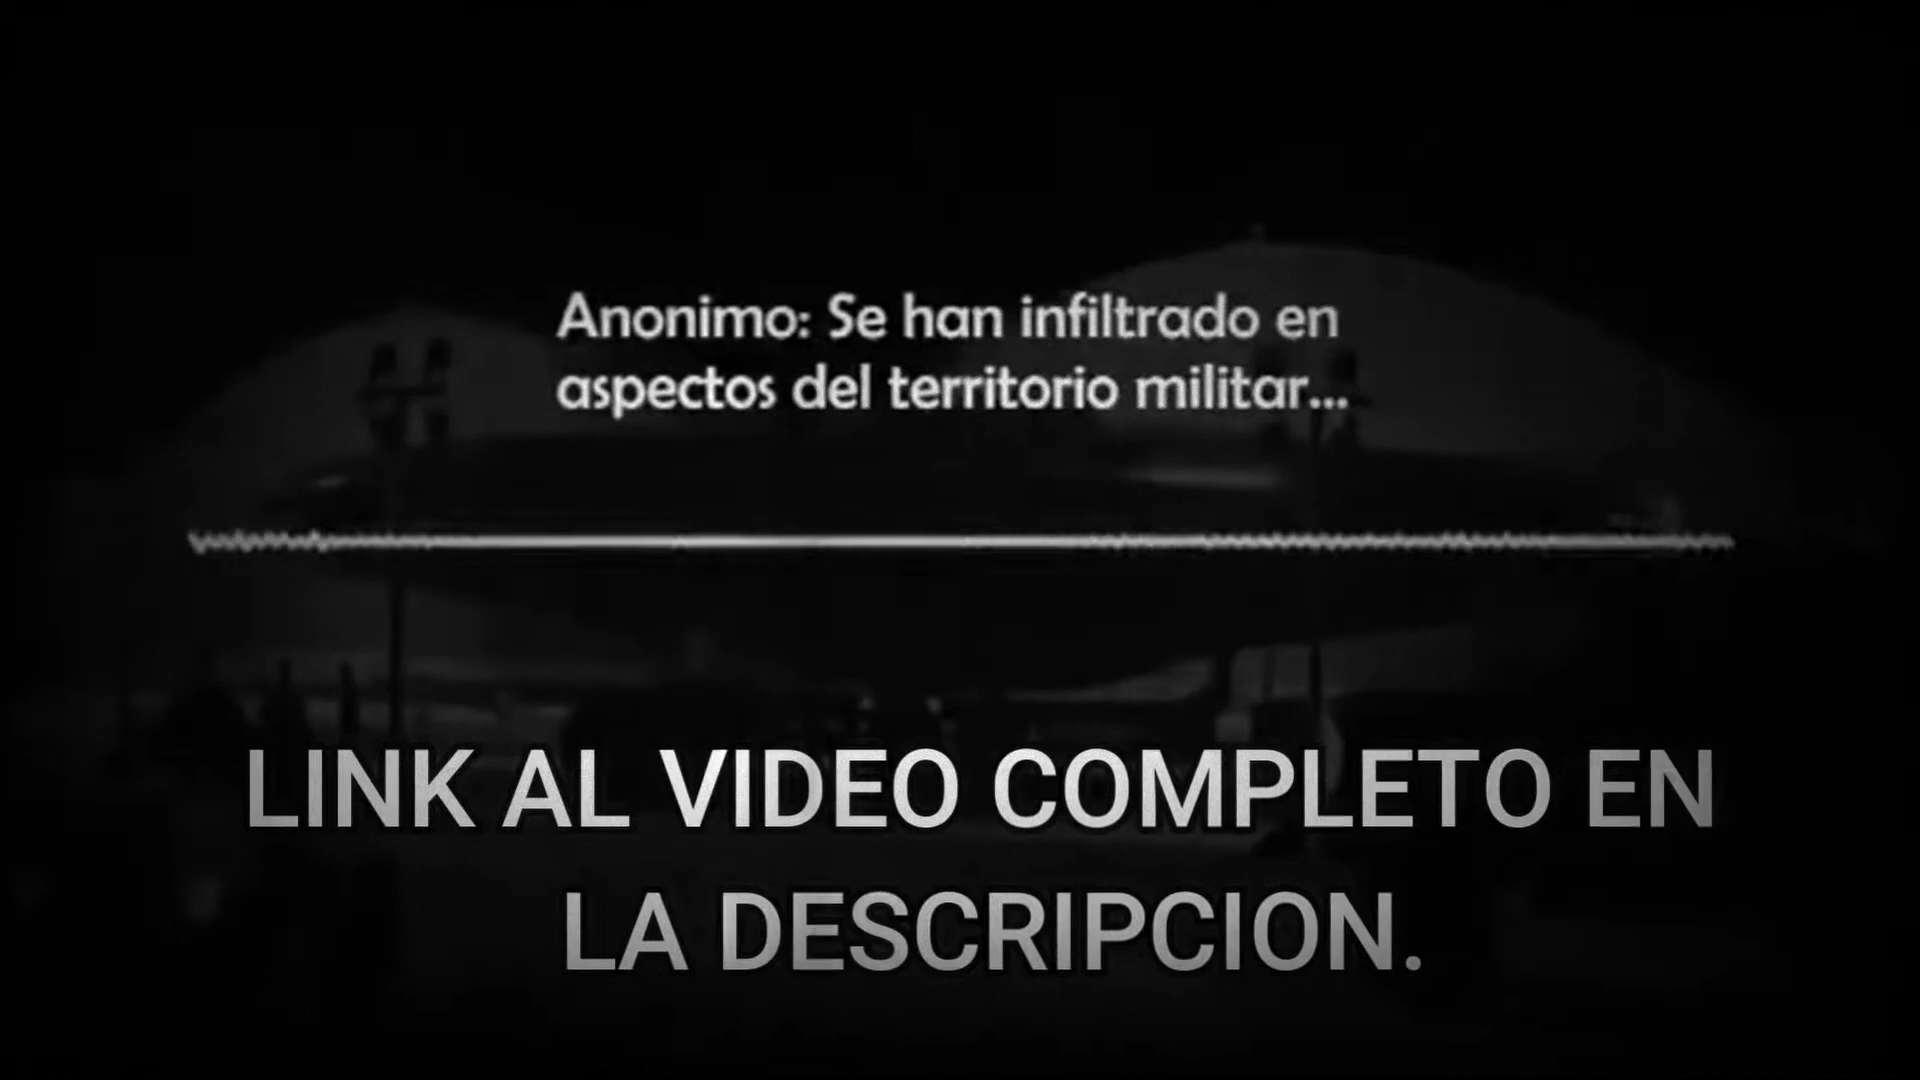 Anonimo: Se han infiltrado en
aspectos del territorio militar...
LINK AL VIDEO COMPLETO EN
LA DESCRIPCION.